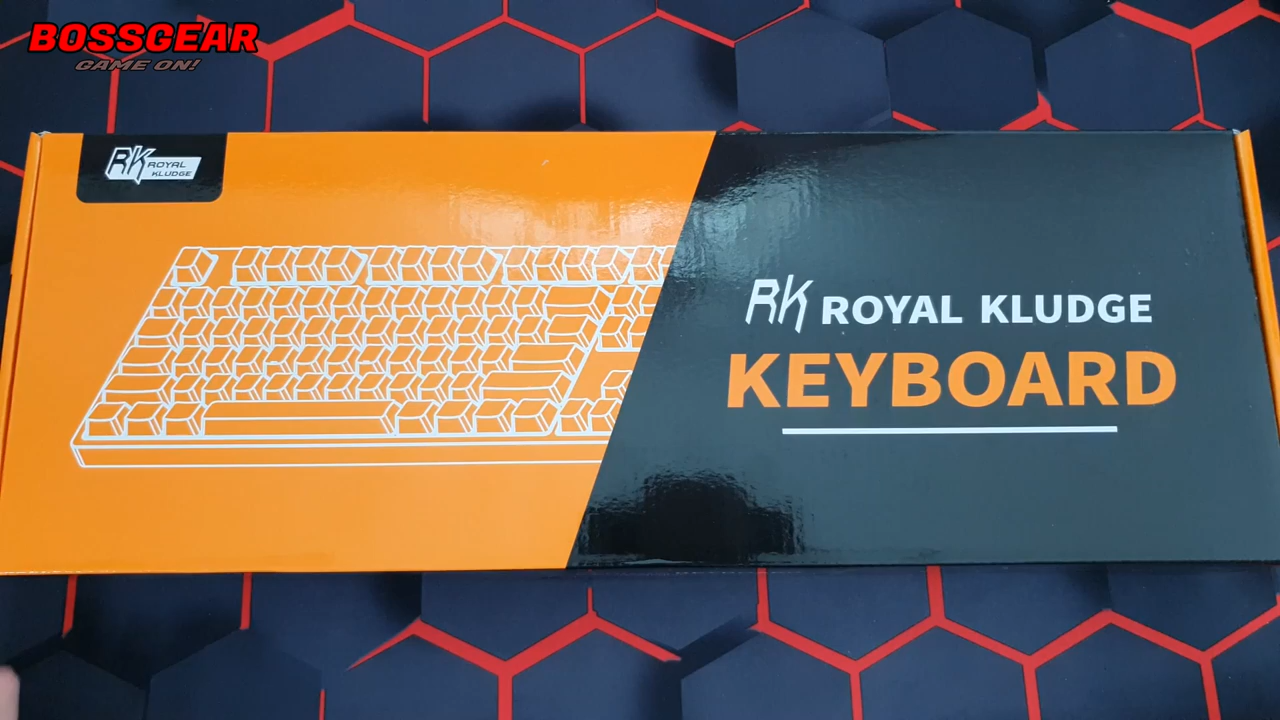 BOSSGEAR
GAME ON!
RK ROYAL
KLUDGE
RK ROYAL KLUDGE
KEYBOARD